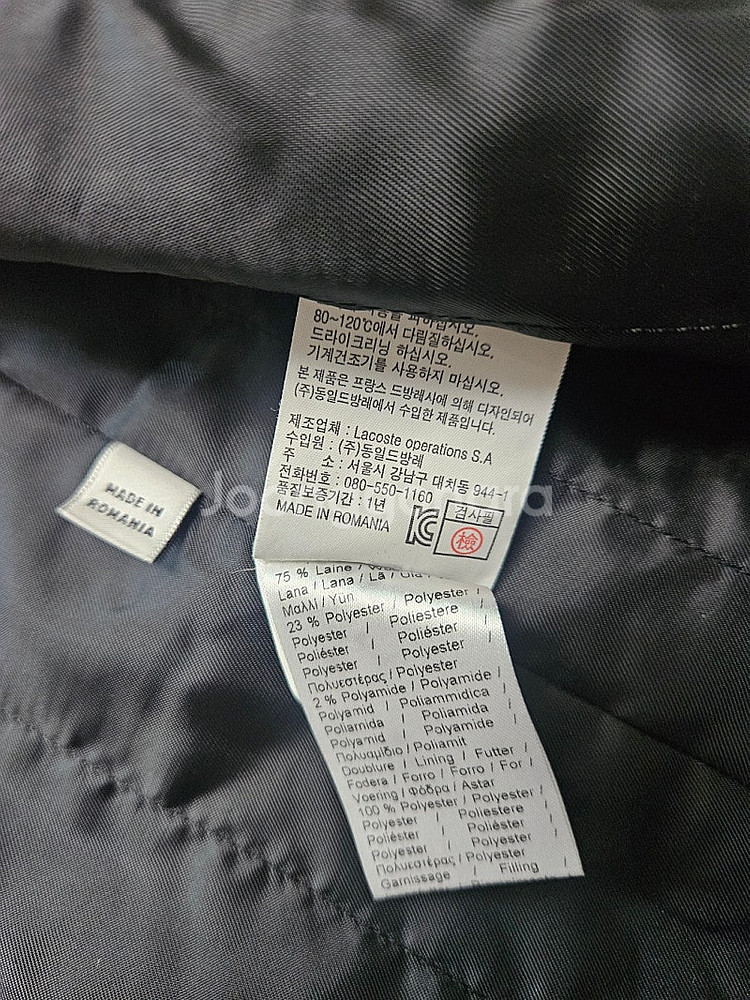 80~120℃에서 다림질하십시오.
드라이크리닝 하십시오.
기계건조기를 사용하지 마십시오.
본 제품은 프랑스 드방레사에 의해 디자인되어
(주)동일드방레에서 수입한 제품입니다.
제조업체 : Lacoste operations S.A
수입원 : (주)동일드방레
주 소 : 서울시 강남구 대치동 944-1
전화번호 : 080-550-1160
품질보증기간 : 1년
MADE IN ROMANIA
검사필
檢
MADE IN
ROMANIA
75 % Laine /
Lana / Lana / Lã /
Μαλλί / Yün
23 % Polyester / Polyester /
Polyester / Poliestere /
Poliéster / Poliéster /
Polyester / Polyester /
Πολυεστέρας / Polyester
2 % Polyamide / Polyamide /
Polyamid / Poliammidica /
Poliamida / Poliamida /
Polyamid / Polyamide /
Πολυαμίδιο / Poliamit
Doublure / Lining / Futter /
Fodera / Forro / Forro / For /
Voering / Φόδρα / Astar
100 % Polyester / Polyester /
Polyester / Poliestere /
Poliéster / Poliéster /
Polyester / Polyester /
Πολυεστέρας / Polyester
Garnissage / Filling /